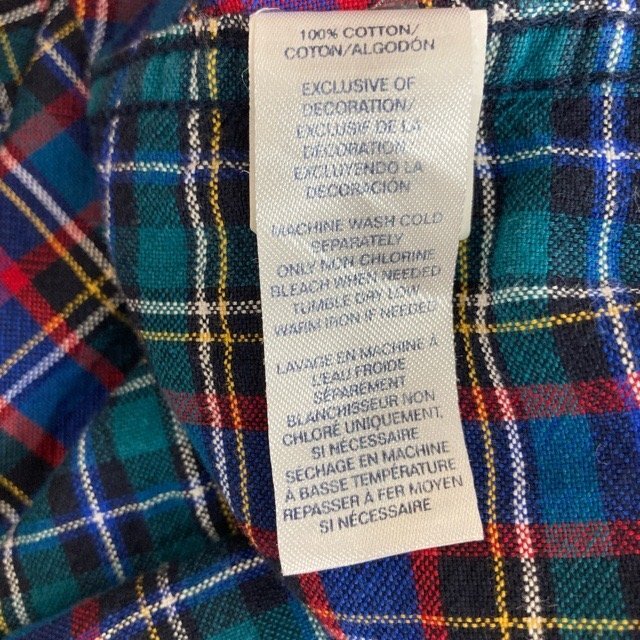 100% COTTON/
COTON/ALGODÓN
EXCLUSIVE OF
DECORATION/
EXCLUSIF DE LA
DÉCORATION/
EXCLUYENDO LA
DECORACIÓN
MACHINE WASH COLD
SEPARATELY
ONLY NON CHLORINE
BLEACH WHEN NEEDED
TUMBLE DRY LOW
WARM IRON IF NEEDED
LAVAGE EN MACHINE À
L'EAU FROIDE
SÉPARÉMENT
BLANCHISSEUR NON
CHLORÉ UNIQUEMENT,
SI NÉCESSAIRE
SECHAGE EN MACHINE
À BASSE TEMPÉRATURE
REPASSER À FER MOYEN
SI NÉCESSAIRE